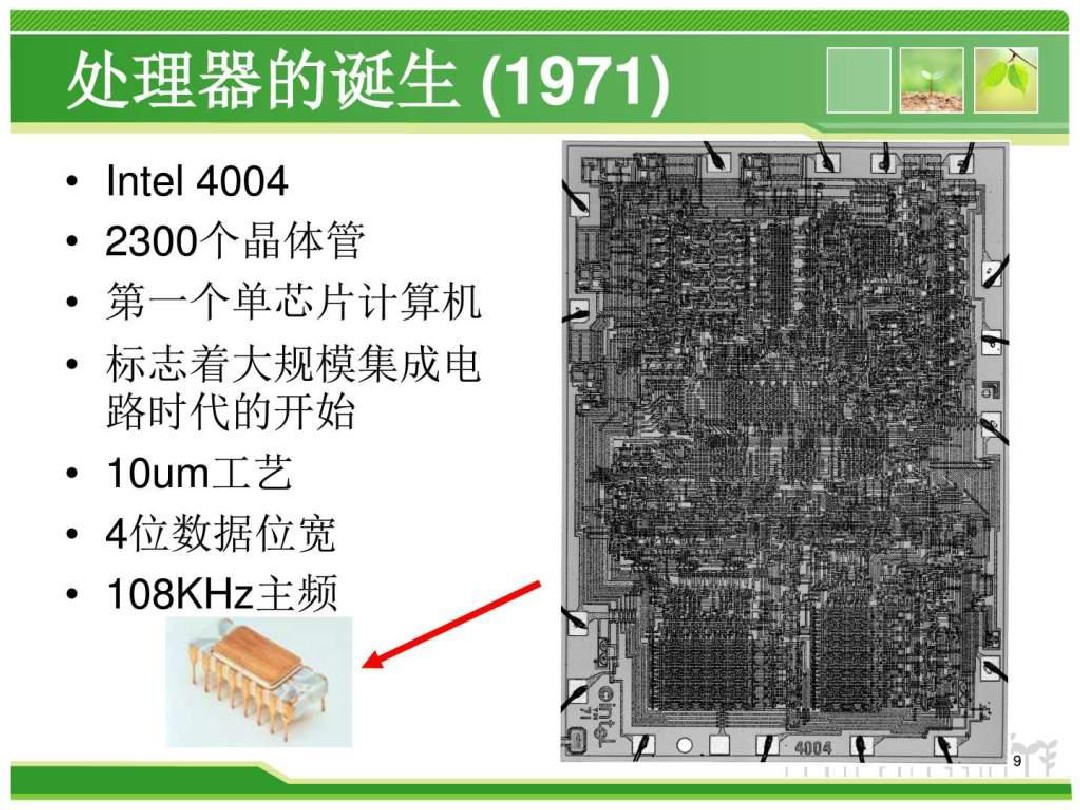 处理器的诞生 (1971)
• Intel 4004
• 2300个晶体管
• 第一个单芯片计算机
• 标志着大规模集成电
路时代的开始
• 10um工艺
• 4位数据位宽
• 108KHz主频
intel
71
4004
9